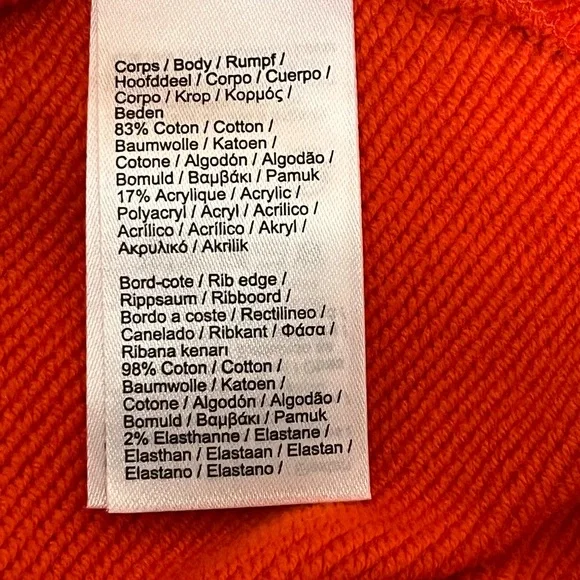 Corps / Body / Rumpf /
Hoofddeel / Corpo / Cuerpo /
Corpo / Krop / Κορμός /
Beden
83% Coton / Cotton /
Baumwolle / Katoen /
Cotone / Algodón / Algodão /
Bomuld / Βαμβάκι / Pamuk
17% Acrylique / Acrylic /
Polyacryl / Acryl / Acrilico /
Acrílico / Acrílico / Akryl /
Ακρυλικό / Akrilik
Bord-cote / Rib edge /
Rippsaum / Ribboord /
Bordo a coste / Rectilineo /
Canelado / Ribkant / Φάσα /
Ribana kenarı
98% Coton / Cotton /
Baumwolle / Katoen /
Cotone / Algodón / Algodão /
Bomuld / Βαμβάκι / Pamuk
2% Elasthanne / Elastane /
Elasthan / Elastaan / Elastan /
Elastano / Elastano /